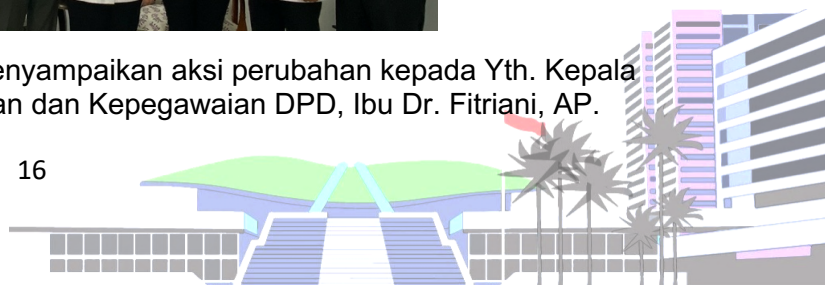 enyampaikan aksi perubahan kepada Yth. Kepala
an dan Kepegawaian DPD, Ibu Dr. Fitriani, AP.
16